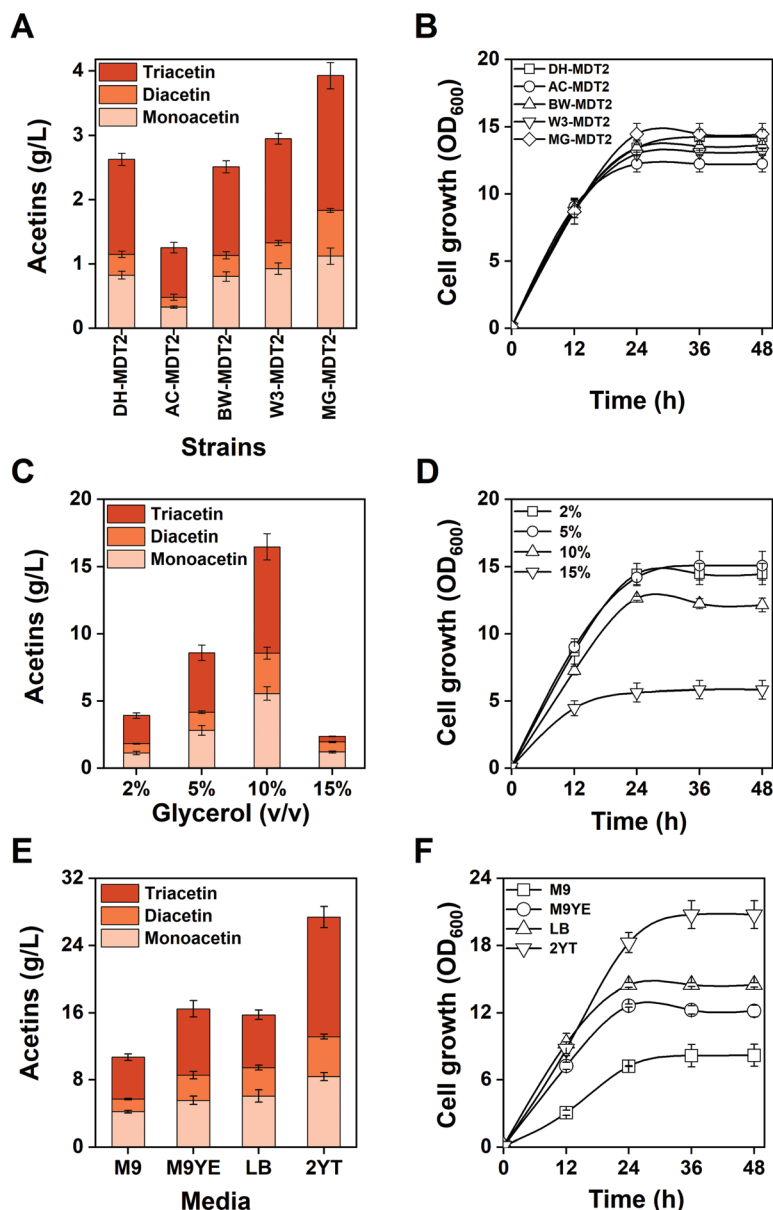 A
Acetins (g/L)
4
3
2
1
0
Triacetin
Diacetin
Monoacetin
DH-MDT2
AC-MDT2
BW-MDT2
W3-MDT2
MG-MDT2
Strains
B
Cell growth (OD600)
20
15
10
5
0
DH-MDT2
AC-MDT2
BW-MDT2
W3-MDT2
MG-MDT2
0 12 24 36 48
Time (h)
C
Acetins (g/L)
20
15
10
5
0
Triacetin
Diacetin
Monoacetin
2% 5% 10% 15%
Glycerol (v/v)
D
Cell growth (OD600)
20
15
10
5
0
2%
5%
10%
15%
0 12 24 36 48
Time (h)
E
Acetins (g/L)
32
24
16
8
0
Triacetin
Diacetin
Monoacetin
M9 M9YE LB 2YT
Media
F
Cell growth (OD600)
24
18
12
6
0
M9
M9YE
LB
2YT
0 12 24 36 48
Time (h)